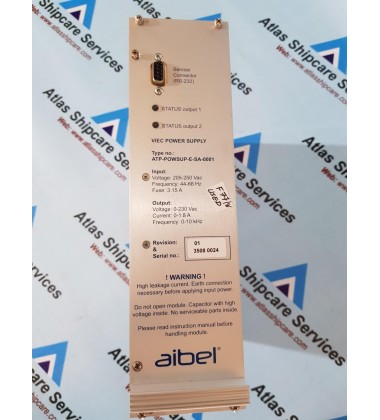 Service
Connector
(RS-232)
STATUS output 1
STATUS output 2
VIEC POWER SUPPLY
Type no.:
ATP-POWSUP-E-SA-0001
Input:
Voltage: 205-250 Vac
Frequency: 44-66 Hz
Fuse: 3.15 A
Output:
Voltage: 0-230 Vac
Current: 0-1.8 A
Frequency: 0-10 kHz
USED
Revision: 01
&
Serial no.: 3508 0024
! WARNING !
High leakage current. Earth connection
necessary before applying input power.
Do not open module. Capacitor with high
voltage inside. No serviceable parts inside.
Please read instruction manual before
handling module.
aibel®
Atlas Shipcare Services
Web: www.atlasshipcare.com